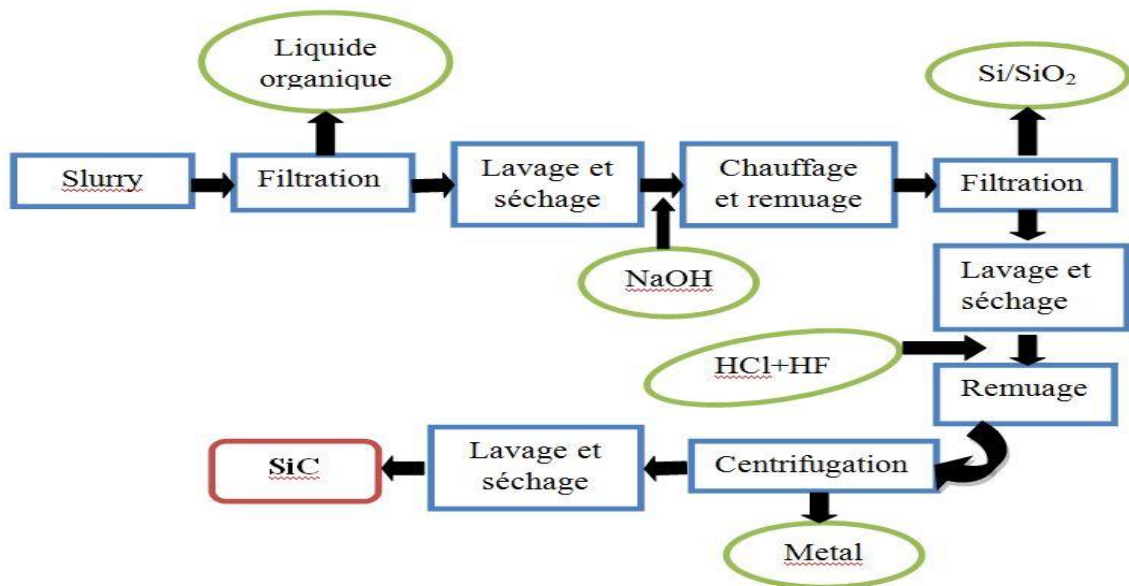 Liquide
organique
Si/SiO₂
Slurry
Filtration
Lavage et
séchage
Chauffage
et remuage
Filtration
NaOH
Lavage et
séchage
HCl+HF
Remuage
SiC
Lavage et
séchage
Centrifugation
Metal